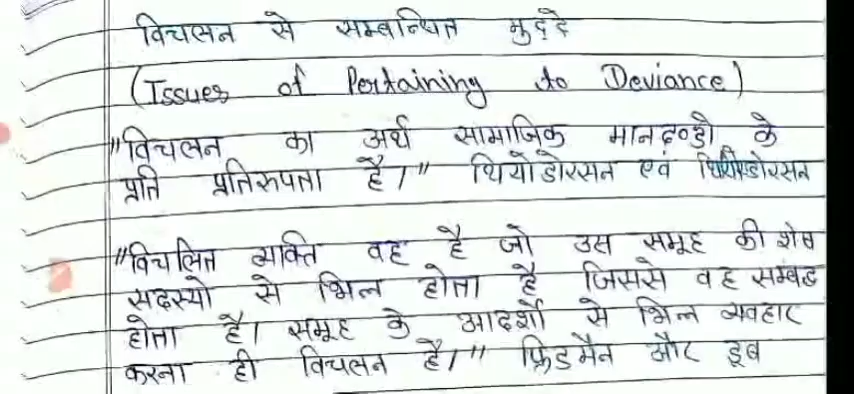 विचलन से सम्बन्धित मुद्दे
(Issues of Pertaining to Deviance)
"विचलन का अर्थ सामाजिक मानदण्डो के
प्रति प्रतिरुपता है।" थियोडोरसन एवं थियोडोरसन
"विचलित व्यक्ति वह है जो उस समूह की शेष
सदस्यो से भिन्न होता है जिससे वह सम्बद्ध
होता है। समूह के आदर्शो से भिन्न व्यवहार
करना ही विचलन है।" फ्रिडमैन और डूब